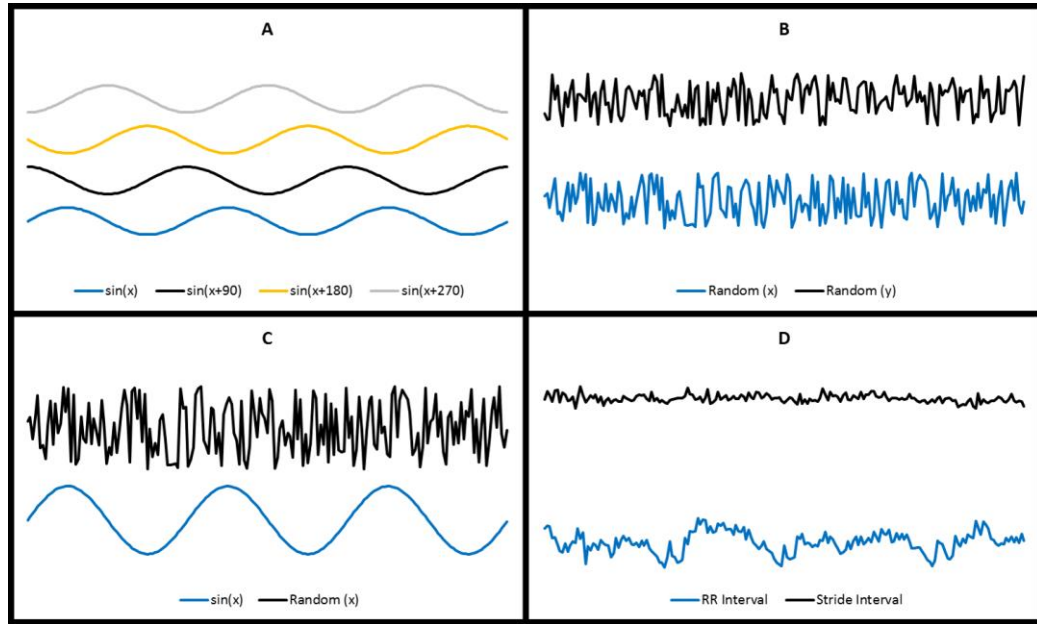 A
sin(x) sin(x+90) sin(x+180) sin(x+270)
B
Random (x) Random (y)
C
sin(x) Random (x)
D
RR Interval Stride Interval